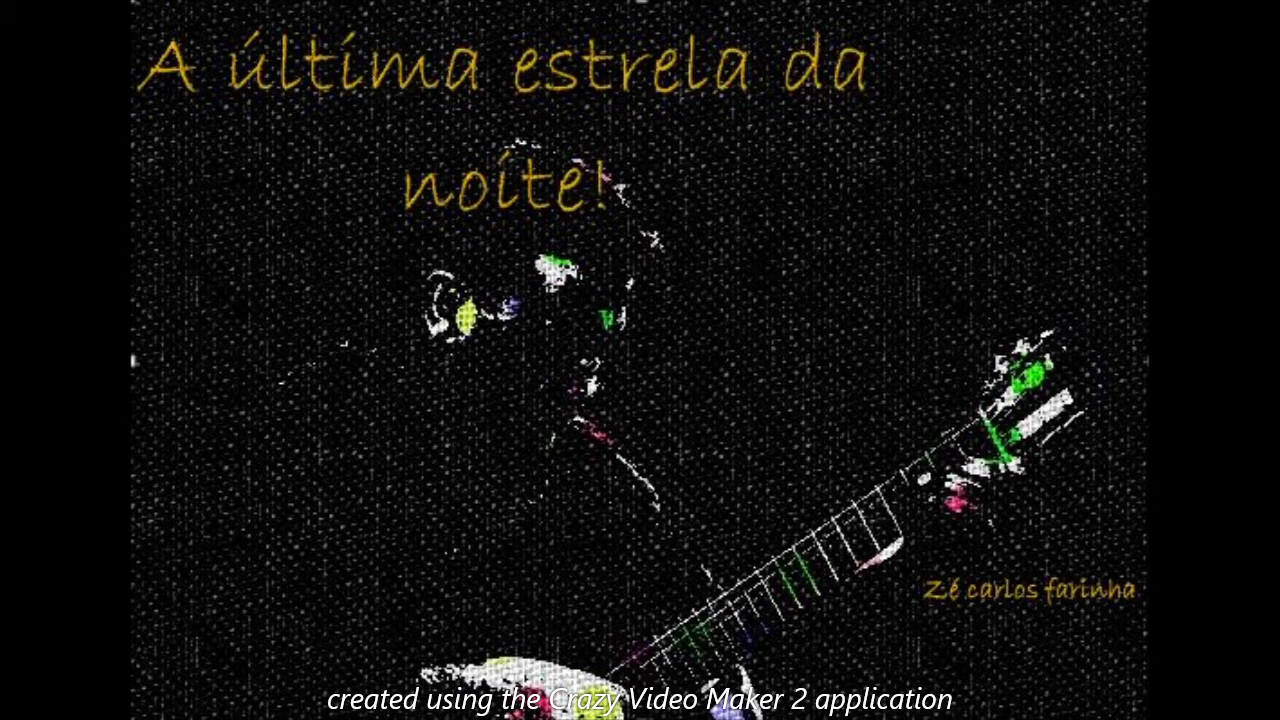 A última estrela da
noite!
Zé carlos farinha
created using the Crazy Video Maker 2 application